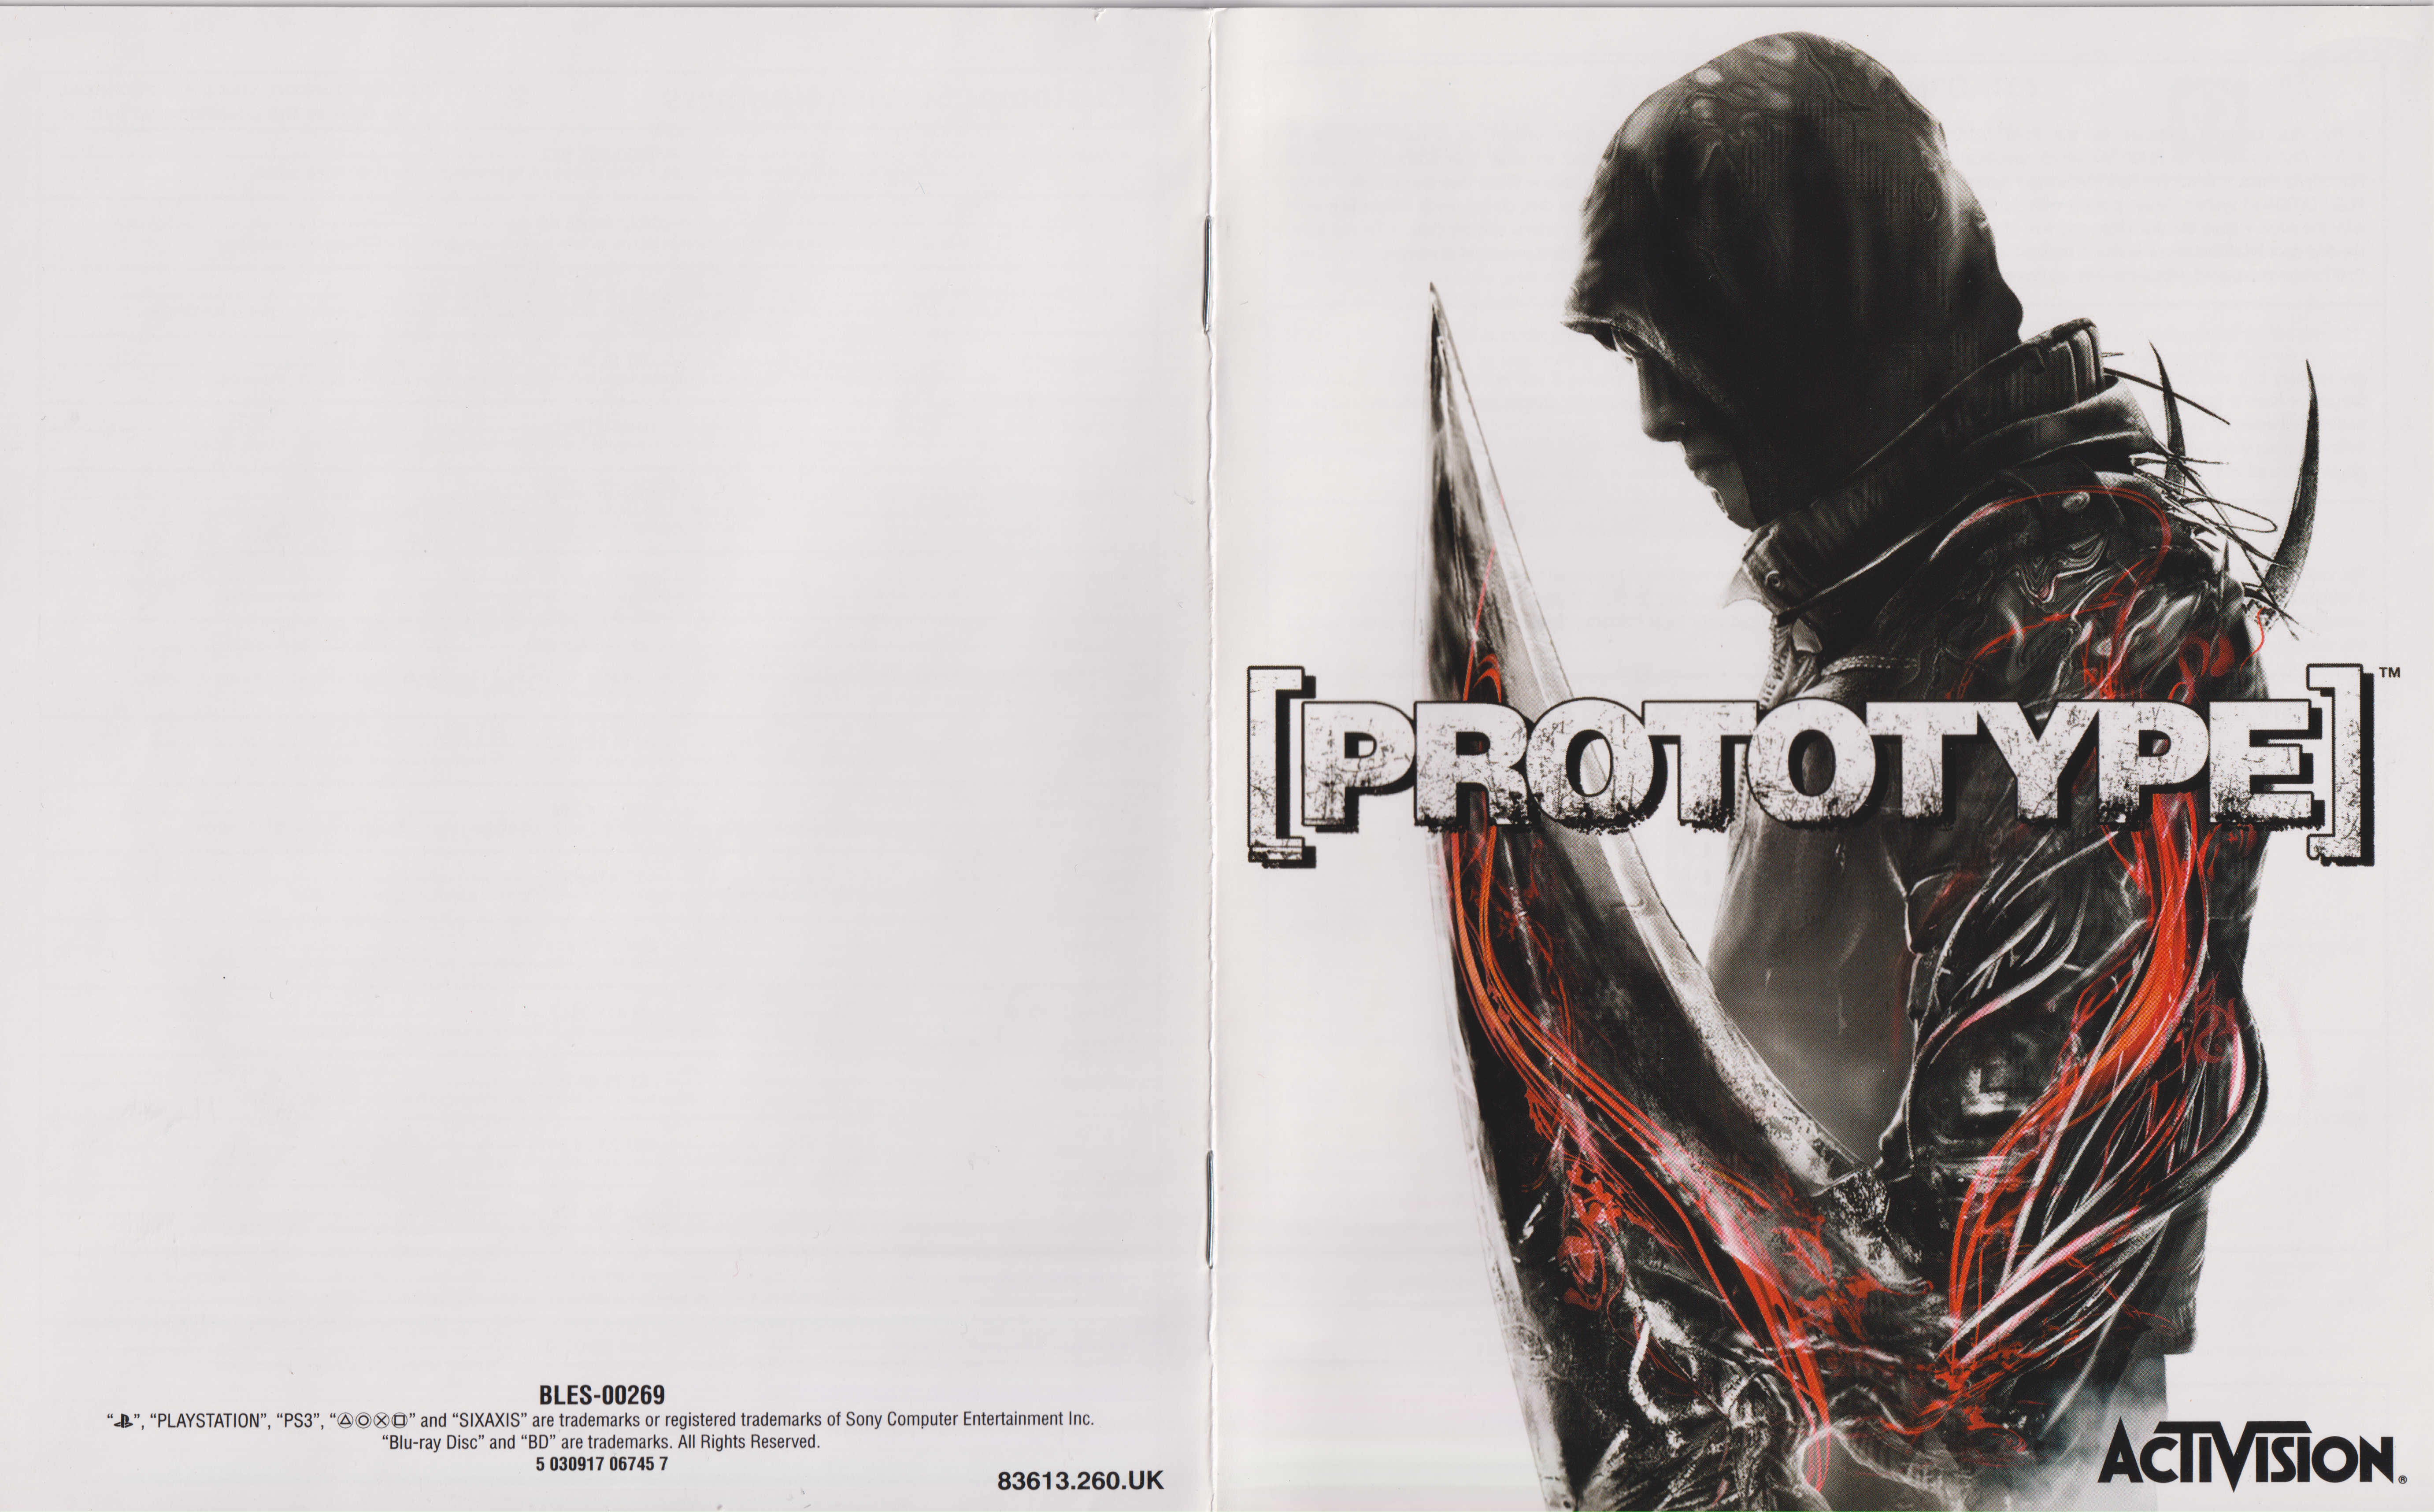 BLES-00269
“”, “PLAYSTATION”, “PS3”, “△○✕□” and “SIXAXIS” are trademarks or registered trademarks of Sony Computer Entertainment Inc.
“Blu-ray Disc” and “BD” are trademarks. All Rights Reserved.
5 030917 06745 7
83613.260.UK
[PROTOTYPE]™
ACTIVISION®